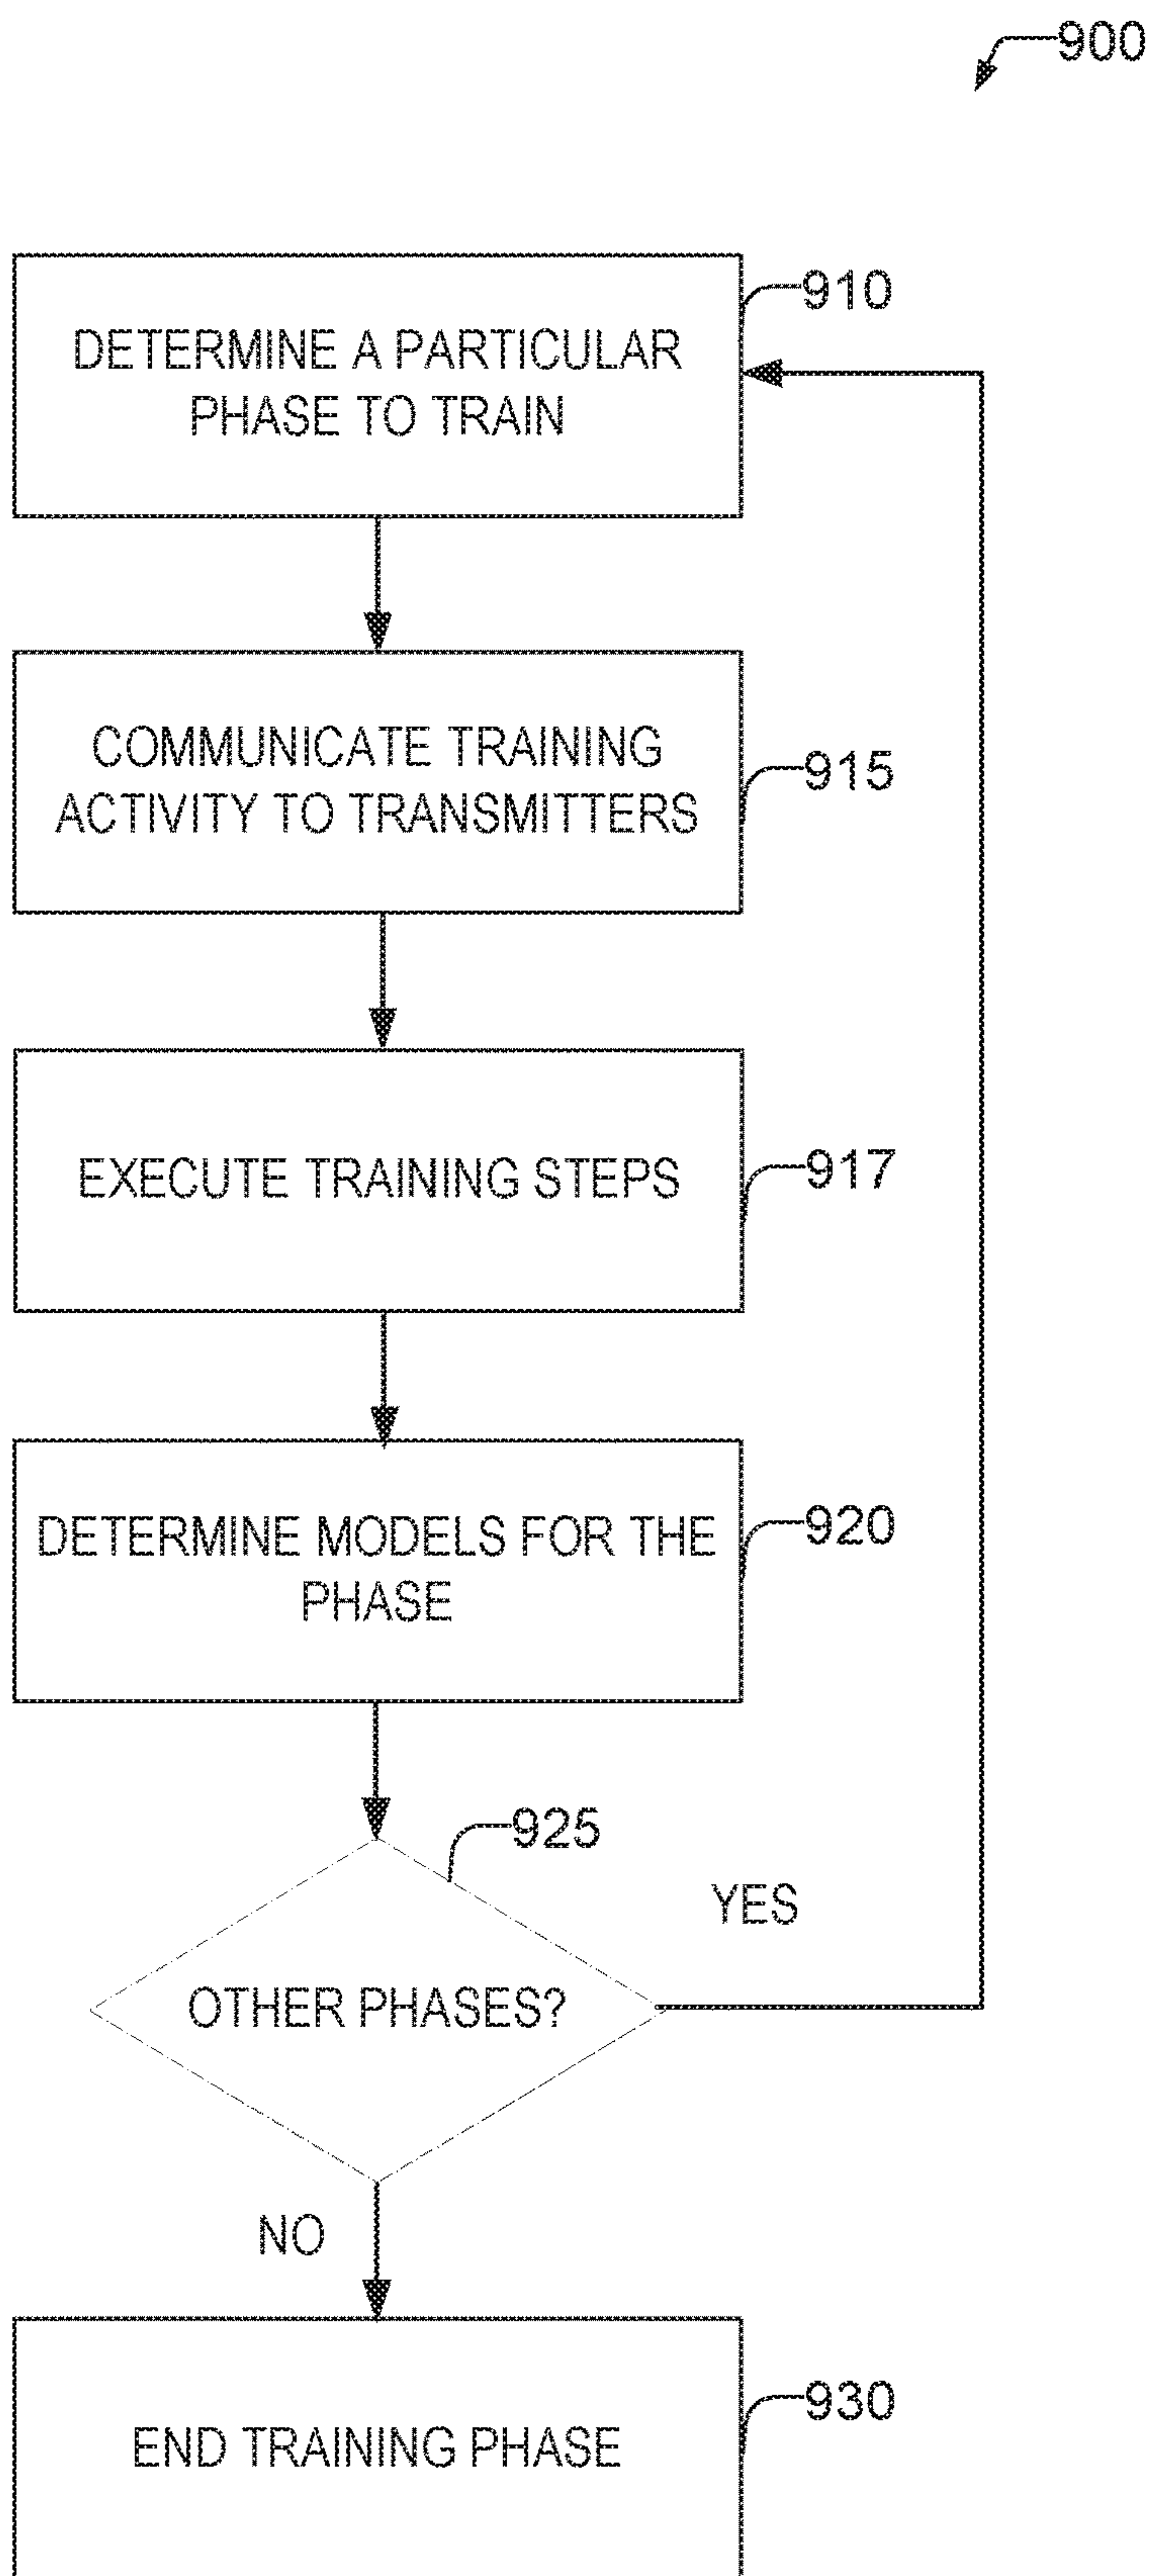 900
910
DETERMINE A PARTICULAR
PHASE TO TRAIN
COMMUNICATE TRAINING
ACTIVITY TO TRANSMITTERS
915
EXECUTE TRAINING STEPS
917
DETERMINE MODELS FOR THE
PHASE
920
925
YES
OTHER PHASES?
NO
END TRAINING PHASE
930